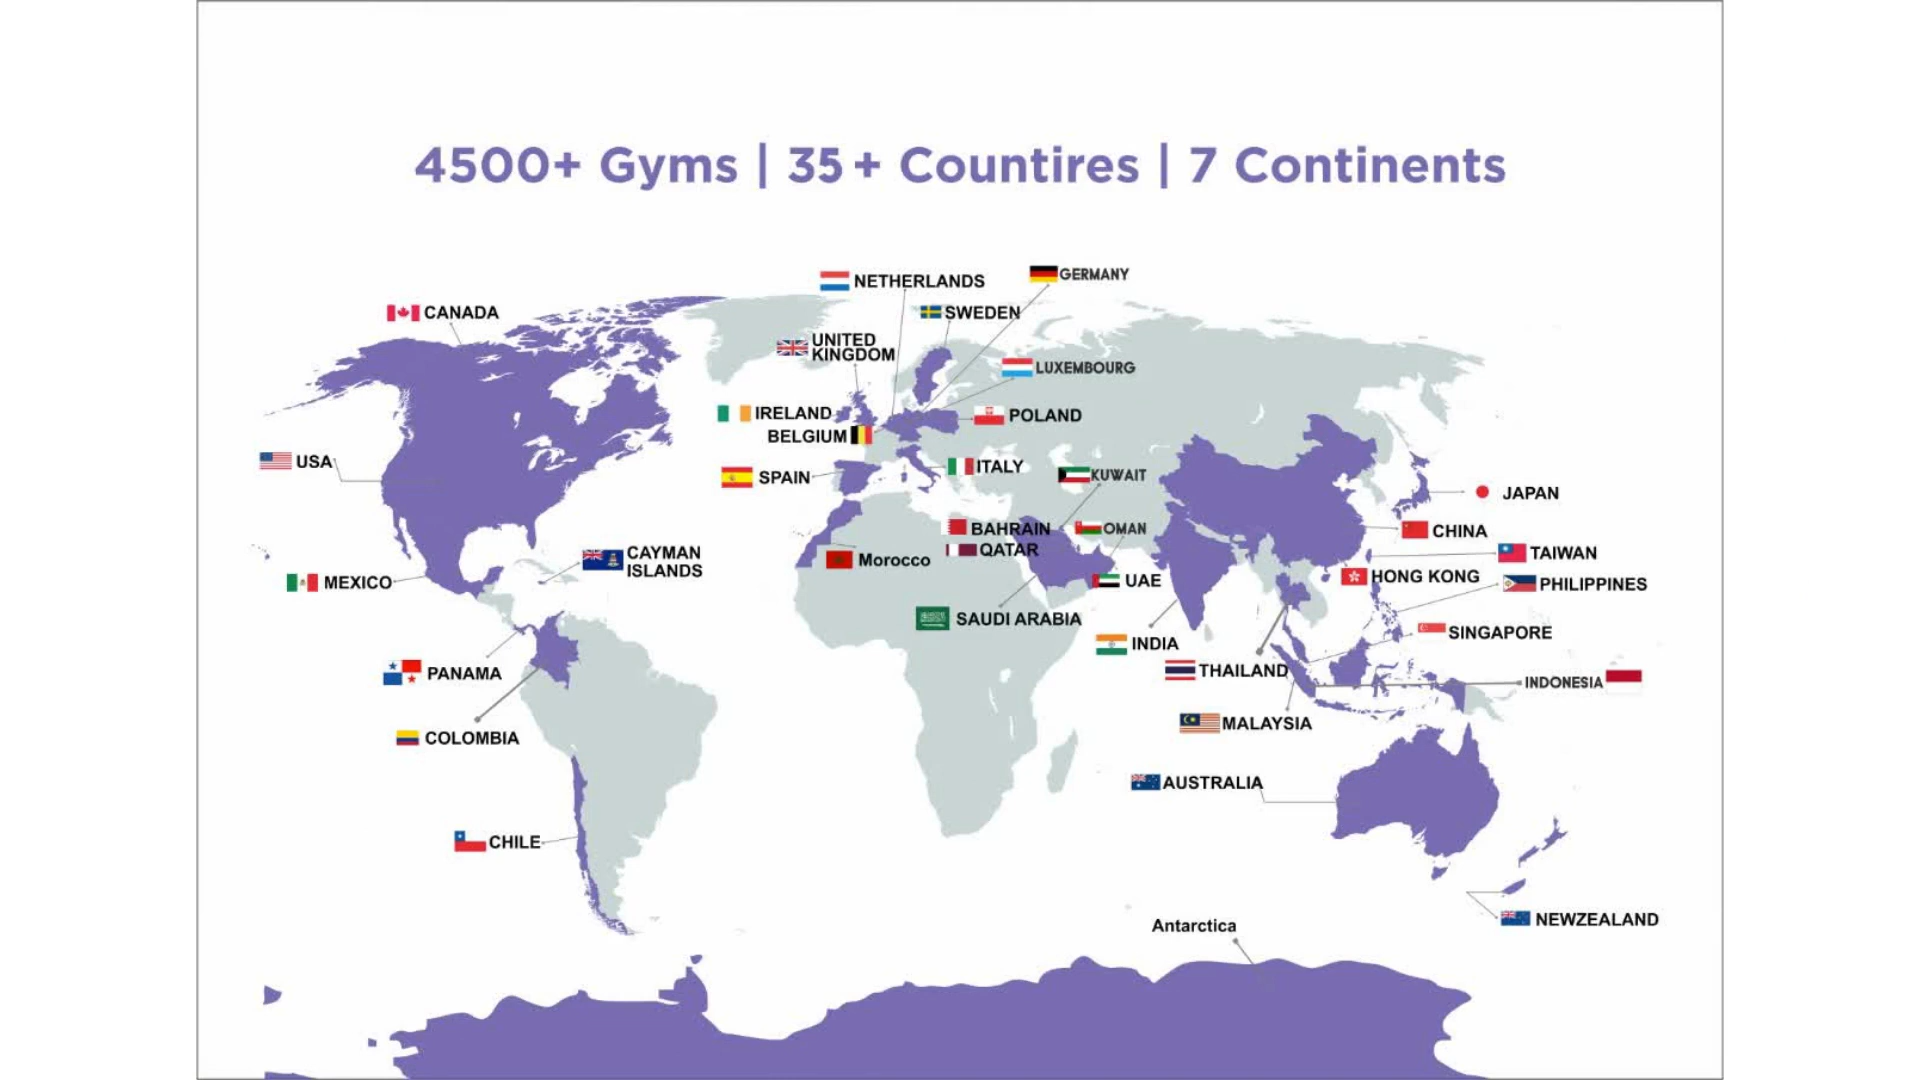 4500+ Gyms | 35+ Countires | 7 Continents
NETHERLANDS
GERMANY
CANADA
SWEDEN
UNITED
KINGDOM
LUXEMBOURG
IRELAND
POLAND
BELGIUM
USA
ITALY
SPAIN
KUWAIT
JAPAN
BAHRAIN
OMAN
CHINA
QATAR
Morocco
CAYMAN
ISLANDS
TAIWAN
HONG KONG
MEXICO
UAE
PHILIPPINES
SAUDI ARABIA
SINGAPORE
INDIA
THAILAND
PANAMA
INDONESIA
MALAYSIA
COLOMBIA
AUSTRALIA
CHILE
NEWZEALAND
Antarctica